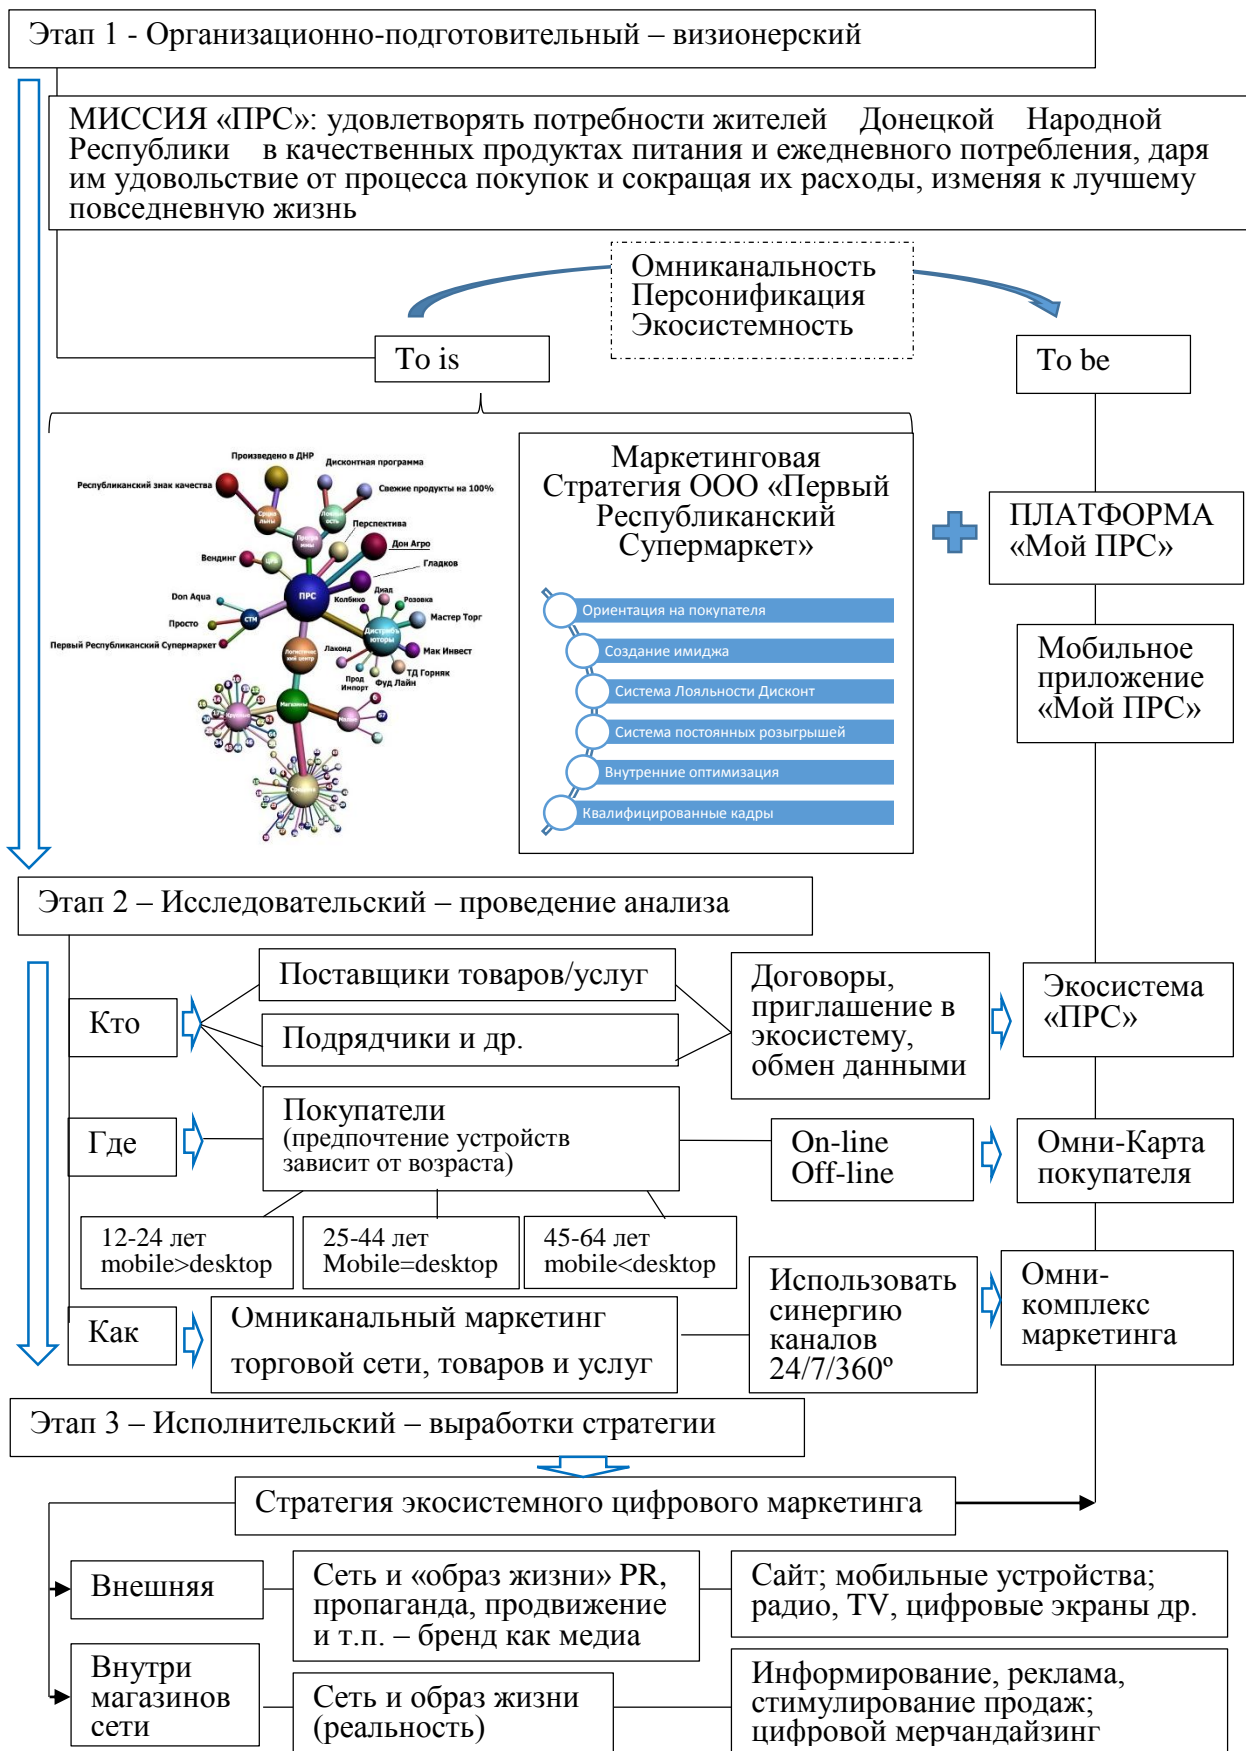 Этап 1 - Организационно-подготовительный – визионерский
МИССИЯ «ПРС»: удовлетворять потребности жителей Донецкой Народной
Республики в качественных продуктах питания и ежедневного потребления, даря
им удовольствие от процесса покупок и сокращая их расходы, изменяя к лучшему
повседневную жизнь
Омниканальность
Персонификация
Экосистемность
To is
To be
Произведено в ДНР
Дисконтная программа
Республиканский знак качества
Свежие продукты на 100%
Перспектива
Дон Агро
Гладков
Вендинг
ПРС
Диад
Колбико
Розовка
Don Aqua
Просто
СТМ
Мастер Торг
Первый Республиканский Супермаркет
Мак Инвест
Лаконд
ТД Горняк
Прод
Импорт
Фуд Лайн
Магазины
Маркетинговая
Стратегия ООО «Первый
Республиканский
Супермаркет»
Ориентация на покупателя
Создание имиджа
Система Лояльности Дисконт
Система постоянных розыгрышей
Внутренние оптимизация
Квалифицированные кадры
ПЛАТФОРМА
«Мой ПРС»
Мобильное
приложение
«Мой ПРС»
Этап 2 – Исследовательский – проведение анализа
Кто
Поставщики товаров/услуг
Подрядчики и др.
Договоры,
приглашение в
экосистему,
обмен данными
Экосистема
«ПРС»
Где
Покупатели
(предпочтение устройств
зависит от возраста)
On-line
Off-line
Омни-Карта
покупателя
12-24 лет
mobile>desktop
25-44 лет
Mobile=desktop
45-64 лет
mobile<desktop
Как
Омниканальный маркетинг
торговой сети, товаров и услуг
Использовать
синергию
каналов
24/7/360º
Омни-
комплекс
маркетинга
Этап 3 – Исполнительский – выработки стратегии
Стратегия экосистемного цифрового маркетинга
Внешняя
Сеть и «образ жизни» PR,
пропаганда, продвижение
и т.п. – бренд как медиа
Сайт; мобильные устройства;
радио, TV, цифровые экраны др.
Внутри
магазинов
сети
Сеть и образ жизни
(реальность)
Информирование, реклама,
стимулирование продаж;
цифровой мерчандайзинг